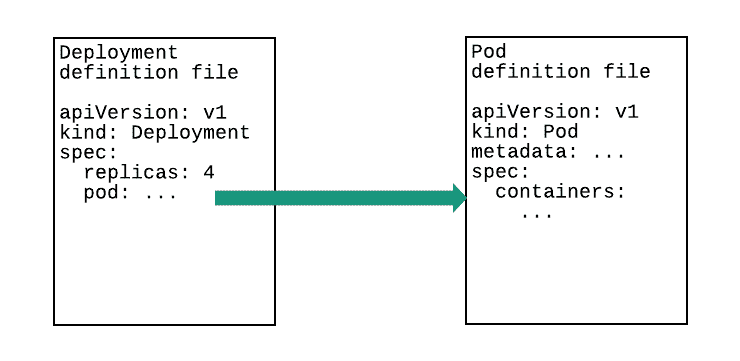 Deployment
definition file
apiVersion: v1
kind: Deployment
spec:
  replicas: 4
  pod: ...
Pod
definition file
apiVersion: v1
kind: Pod
metadata: ...
spec:
  containers:
    ...